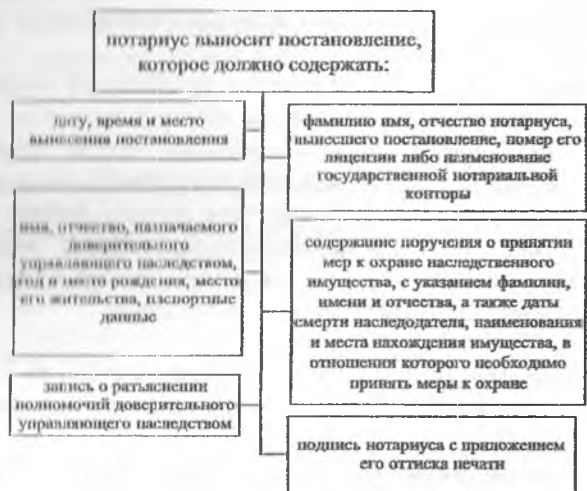 нотариус выносит постановление,
которое должно содержать:
дату, время и место
вынесения постановления
фамилию имя, отчество нотариуса,
вынесшего постановление, номер его
лицензии либо наименование
государственной нотариальной
конторы
имя, отчество, назначаемого
доверительного
управляющего наследством,
год и место рождения, место
его жительства, паспортные
данные
содержание поручения о принятии
мер к охране наследственного
имущества, с указанием фамилии,
имени и отчества, а также даты
смерти наследодателя, наименования
и места нахождения имущества, в
отношения которого необходимо
принять меры к охране
запись о разъяснении
полномочий доверительного
управляющего наследством
подпись нотариуса с приложением
его оттиска печати